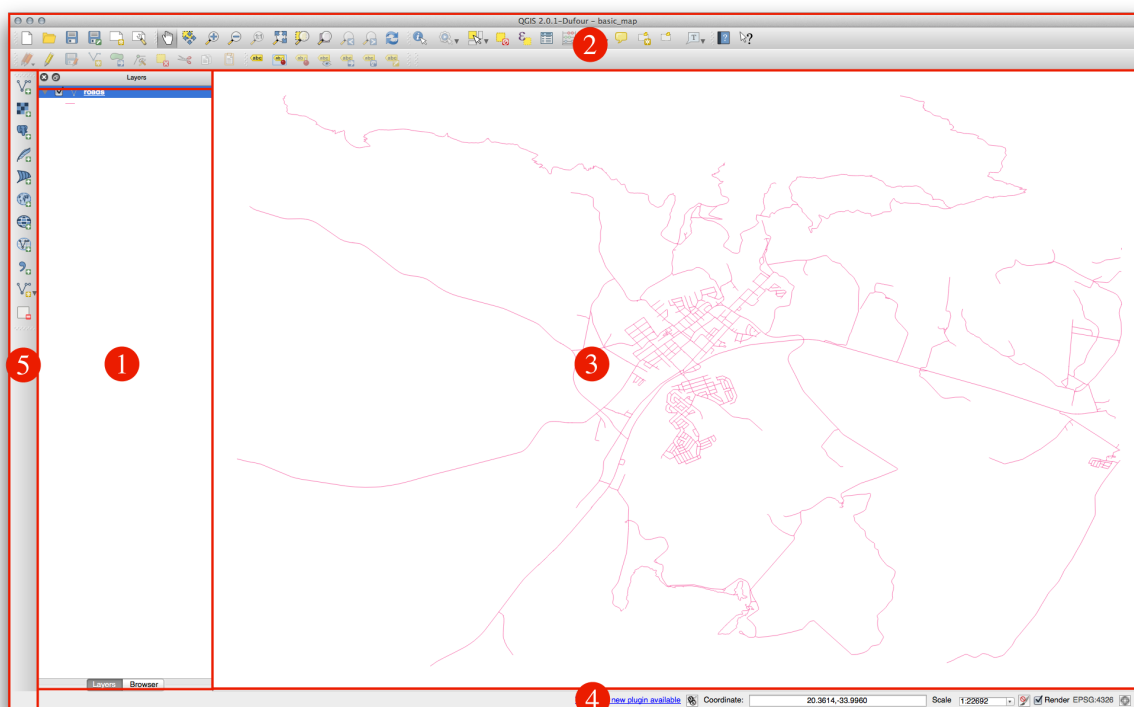 QGIS 2.0.1-Dufour - basic_map
2
Layers
roads
5
1
3
Layers Browser
4 new plugin available Coordinate: 20.3614,-33.9960 Scale 1:22692 Render EPSG:4326